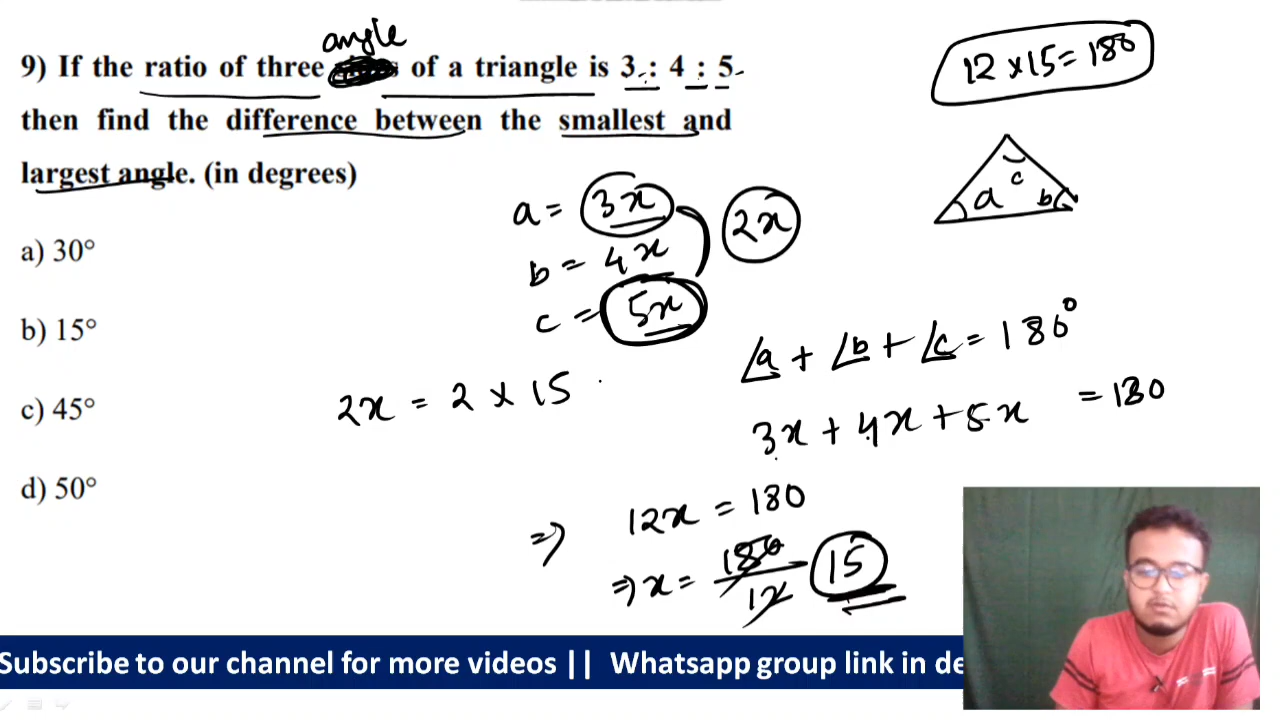 angle
9) If the ratio of three of a triangle is 3 : 4 : 5
then find the difference between the smallest and
largest angle. (in degrees)
a) 30°
b) 15°
c) 45°
d) 50°
12 × 15 = 180
a
b
c
a = 3x
b = 4x
c = 5x
2x
∠a + ∠b + ∠c = 180°
3x + 4x + 5x = 180
2x = 2 × 15
⇒ 12x = 180
⇒ x = 180/12 15
Subscribe to our channel for more videos || Whatsapp group link in de